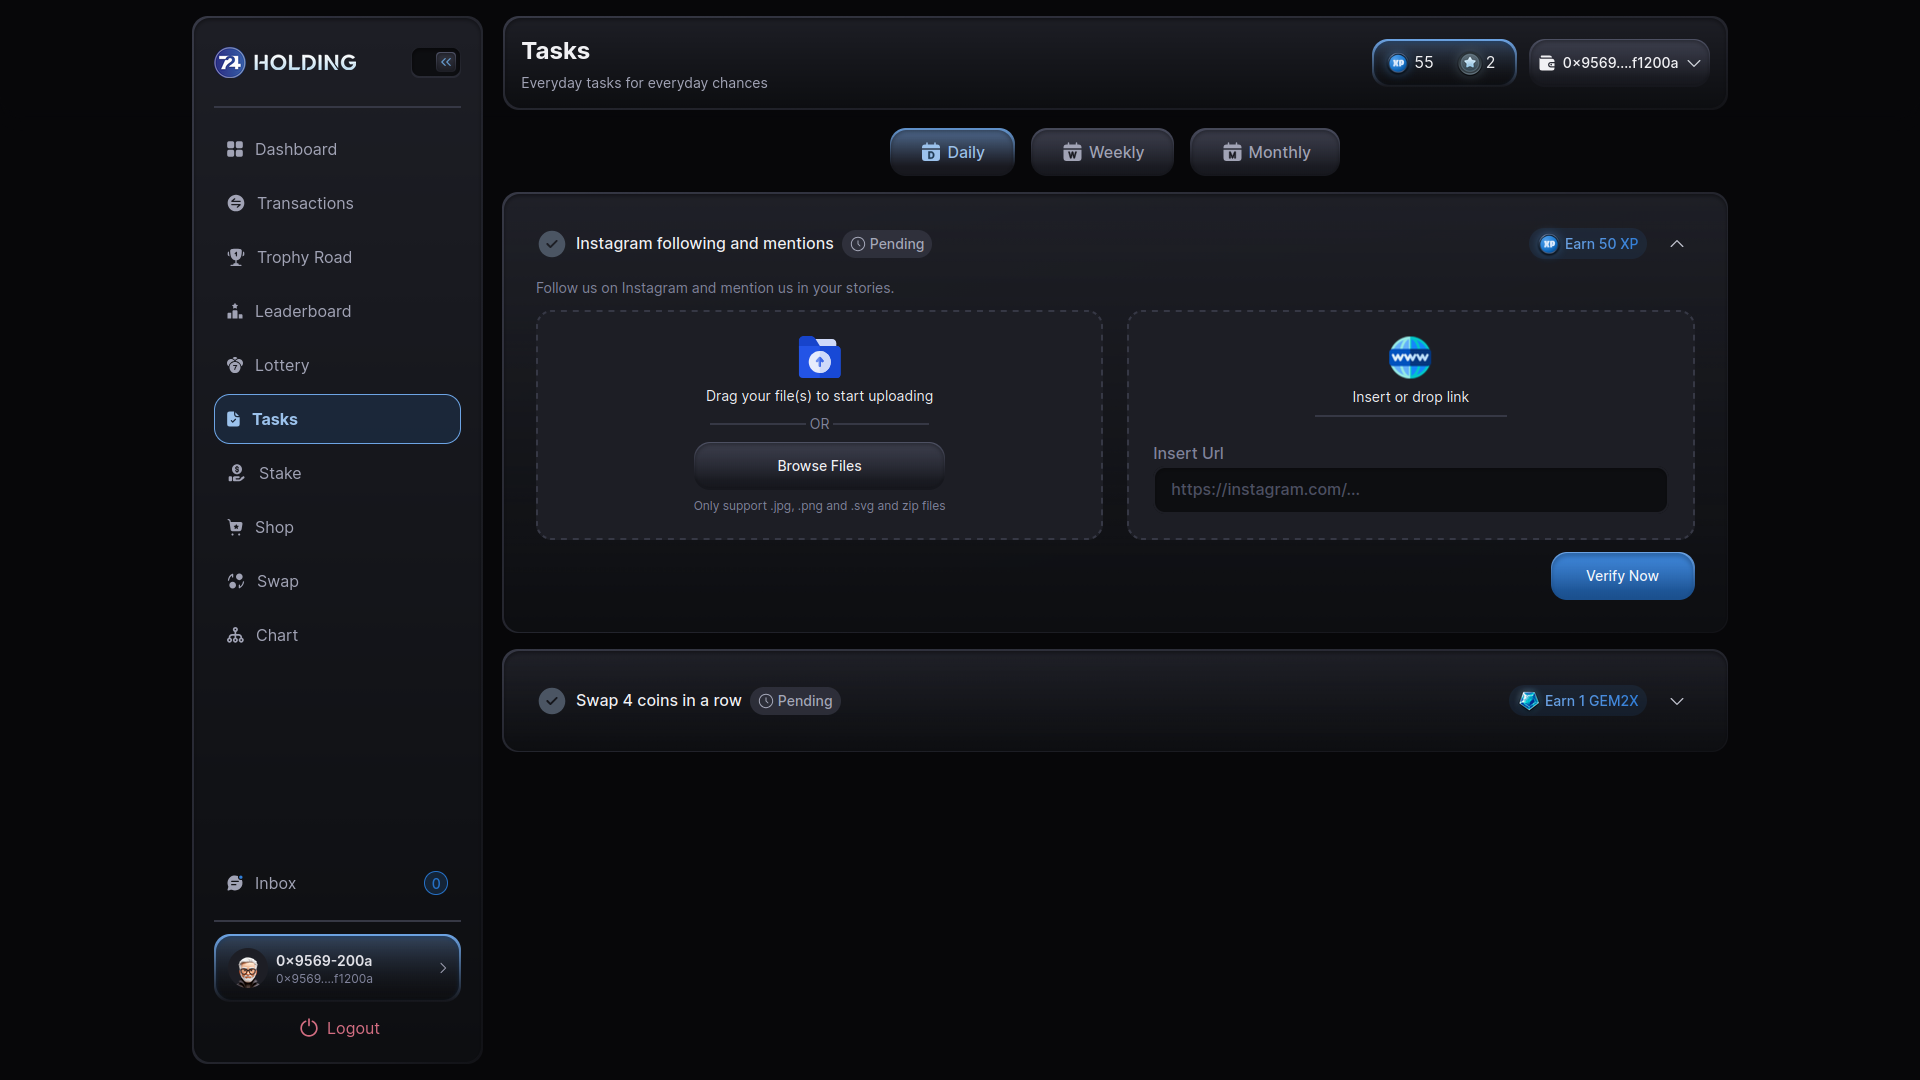 HOLDING
Dashboard
Transactions
Trophy Road
Leaderboard
Lottery
Tasks
Stake
Shop
Swap
Chart
Inbox
0
0×9569-200a
0×9569....f1200a
Logout
Tasks
Everyday tasks for everyday chances
XP 55 2
0×9569....f1200a
D Daily
W Weekly
M Monthly
Instagram following and mentions Pending
XP Earn 50 XP
Follow us on Instagram and mention us in your stories.
Drag your file(s) to start uploading
OR
Browse Files
Only support .jpg, .png and .svg and zip files
WWW
Insert or drop link
Insert Url
https://instagram.com/...
Verify Now
Swap 4 coins in a row Pending
Earn 1 GEM2X